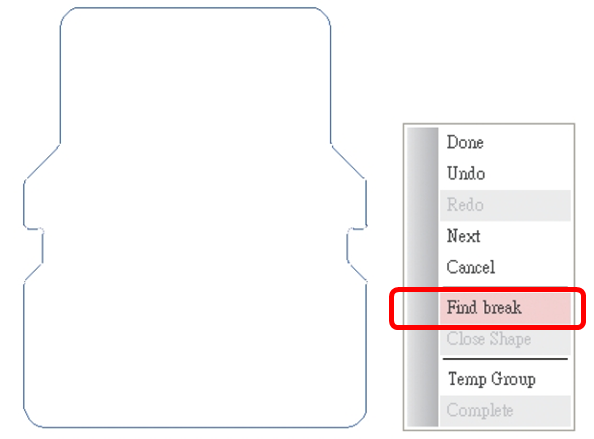 Done
Undo
Redo
Next
Cancel
Find break
Close Shape
Temp Group
Complete